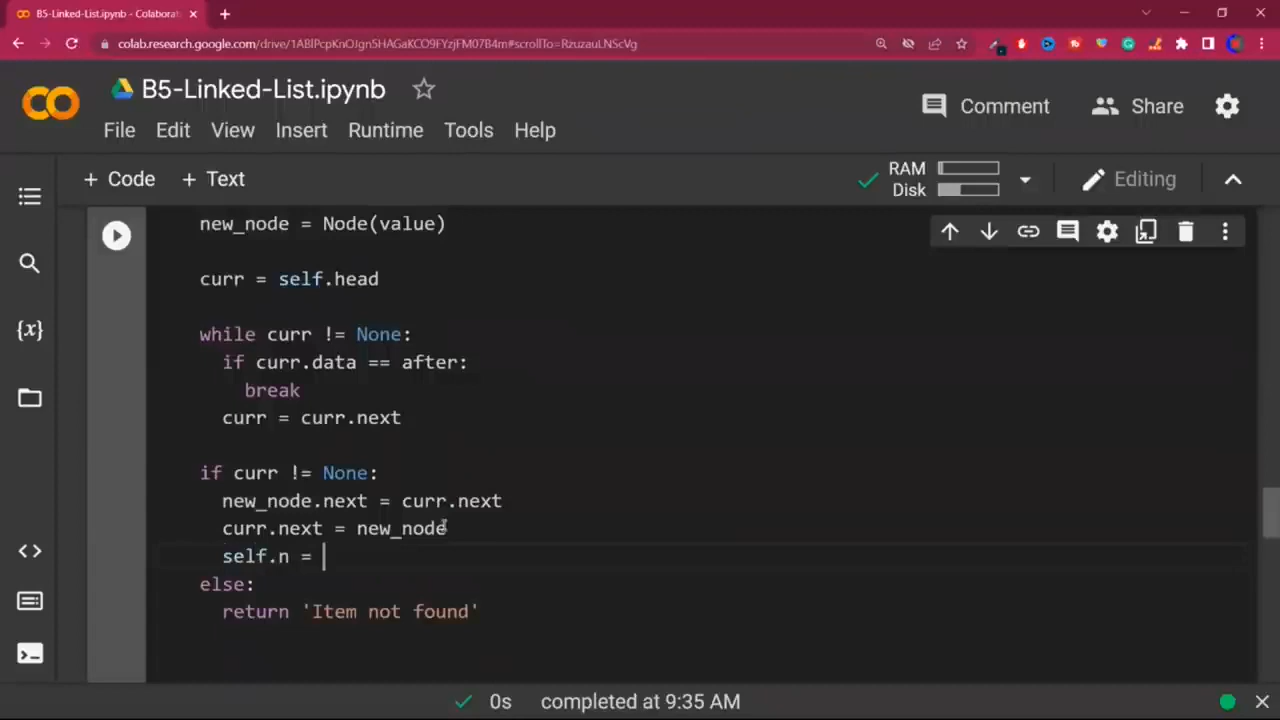 B5-Linked-List.ipynb - Colaborat
colab.research.google.com/drive/1ABlPcpKnOJgn5HAGaKCO9FYzjFM07B4m#scrollTo=RzuzauLNScVg
B5-Linked-List.ipynb
Comment
Share
File Edit View Insert Runtime Tools Help
+ Code + Text
RAM
Disk
Editing
new_node = Node(value)
curr = self.head
while curr != None:
if curr.data == after:
break
curr = curr.next
if curr != None:
new_node.next = curr.next
curr.next = new_node
self.n =
else:
return 'Item not found'
{x}
0s completed at 9:35 AM